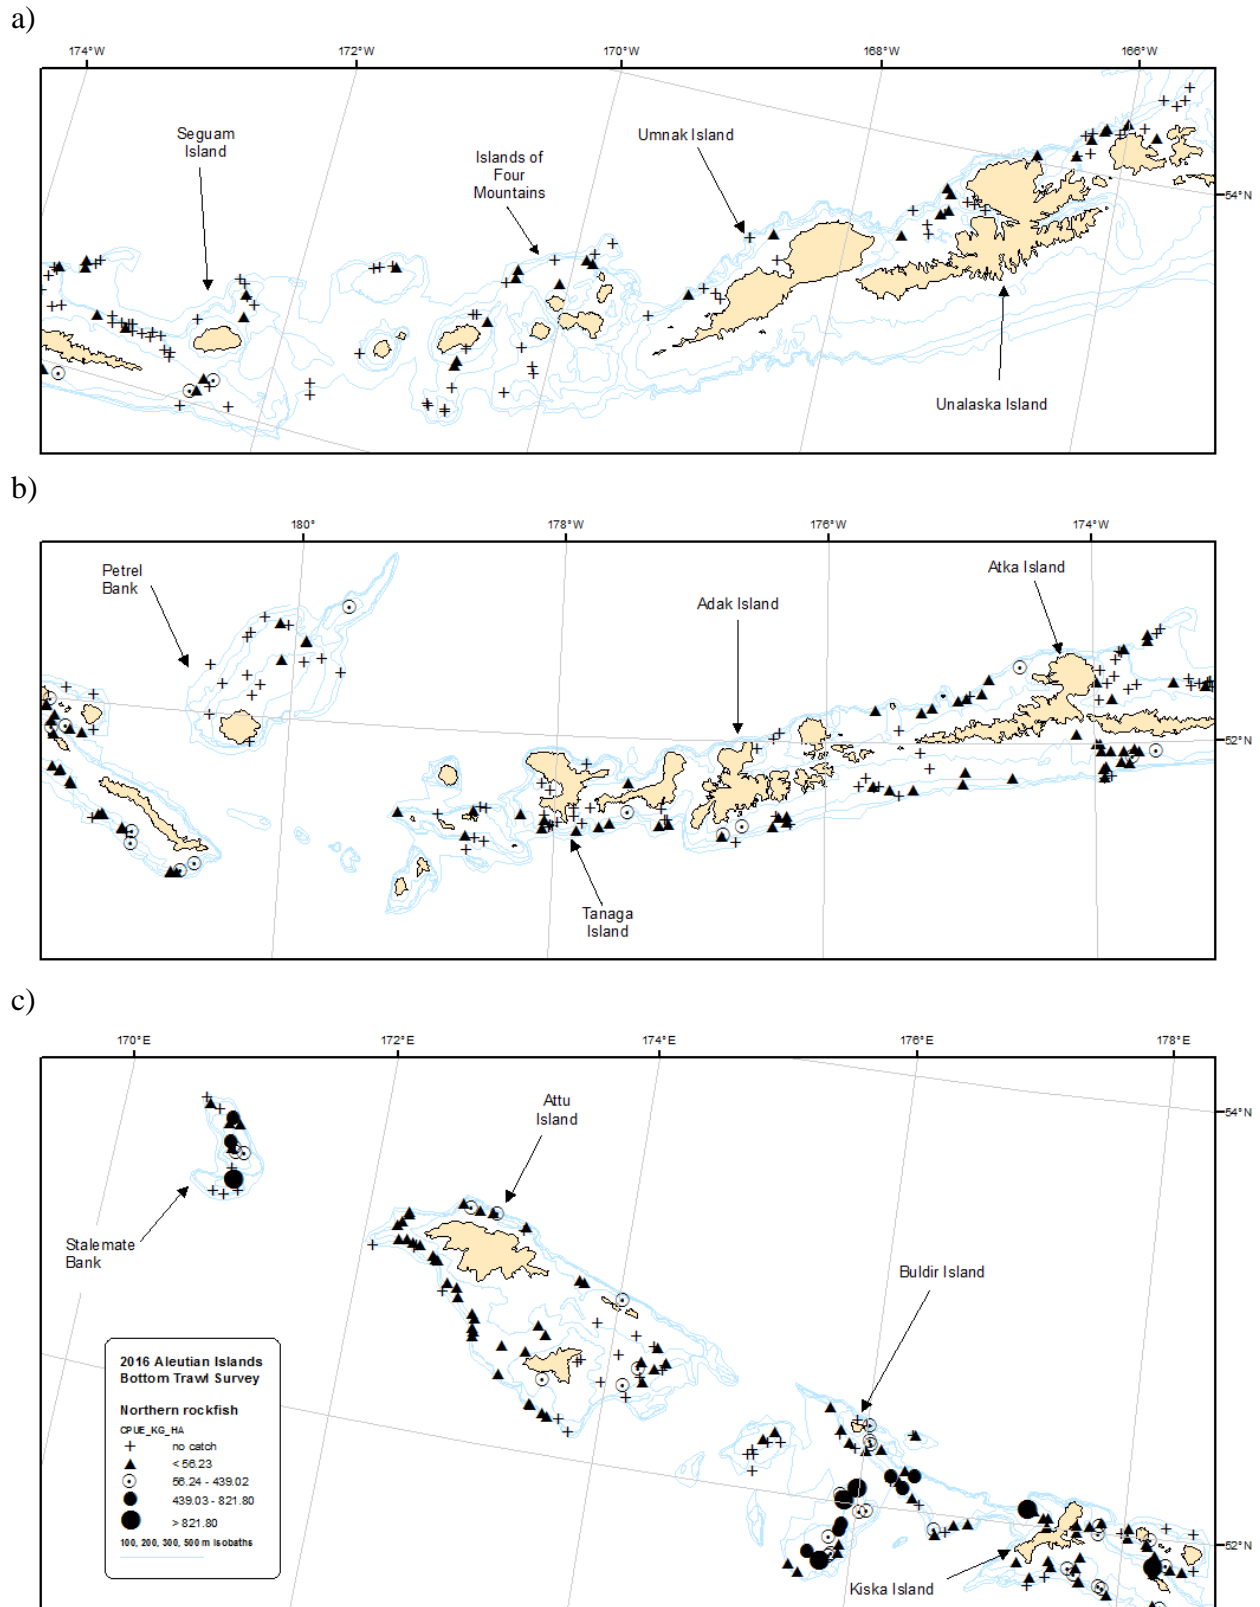 a)
174°W 172°W 170°W 168°W 166°W
Seguam
Island
Islands of
Four
Mountains
Umnak Island
54°N
Unalaska Island
b)
180° 178°W 176°W 174°W
Petrel
Bank
Adak Island
Atka Island
52°N
Tanaga
Island
c)
170°E 172°E 174°E 176°E 178°E
54°N
Attu
Island
Stalemate
Bank
Buldir Island
52°N
Kiska Island
2016 Aleutian Islands
Bottom Trawl Survey
Northern rockfish
CPUE_KG_HA
no catch
< 56.23
56.24 - 439.02
439.03 - 821.80
> 821.80
100, 200, 300, 500 m Isobaths